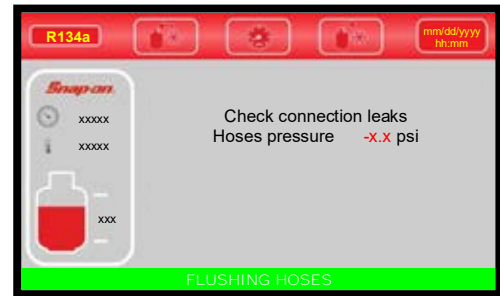 R134a
mm/dd/yyyy
hh:mm
Snap-on
xxxxx
xxxxx
xxx
Check connection leaks
Hoses pressure -x.x psi
FLUSHING HOSES